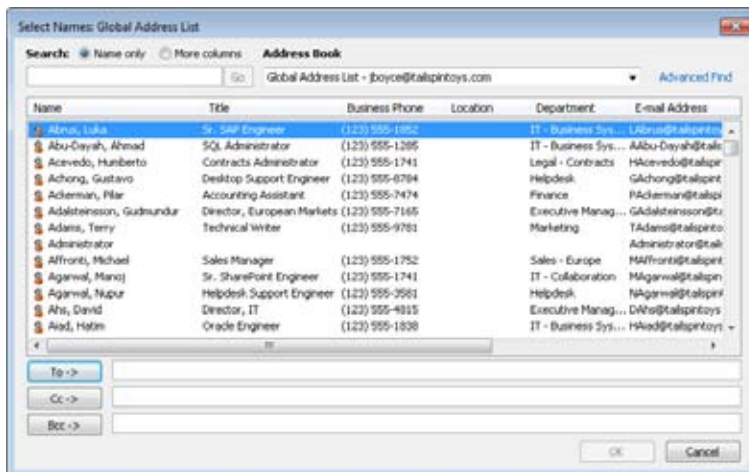 Select Names: Global Address List
Search: Name only More columns Address Book
Go Global Address List - jboyce@tailspintoys.com Advanced Find
Name Title Business Phone Location Department E-mail Address
Abrus, Luka Sr. SAP Engineer (123) 555-1852 IT - Business Sys... LAbrus@tailspintoy
Abu-Dayah, Ahmad SQL Administrator (123) 555-1285 IT - Business Sys... AAbu-Dayah@tails
Acevedo, Humberto Contracts Administrator (123) 555-1741 Legal - Contracts HAcevedo@tailspin
Achong, Gustavo Desktop Support Engineer (123) 555-8784 Helpdesk GAchong@tailspint
Ackerman, Pilar Accounting Assistant (123) 555-7474 Finance PAckerman@tailspi
Adalsteinsson, Gudmundur Director, European Markets (123) 555-7165 Executive Manag... GAdalsteinsson@ta
Adams, Terry Technical Writer (123) 555-9781 Marketing TAdams@tailspinto
Administrator Administrator@tails
Affronti, Michael Sales Manager (123) 555-1752 Sales - Europe MAffronti@tailspint
Agarwal, Manoj Sr. SharePoint Engineer (123) 555-1741 IT - Collaboration MAgarwal@tailspin
Agarwal, Nupur Helpdesk Support Engineer (123) 555-3581 Helpdesk NAgarwal@tailspin
Ahs, David Director, IT (123) 555-4815 Executive Manag... DAhs@tailspintoys
Aiad, Hatim Oracle Engineer (123) 555-1838 IT - Business Sys... HAiad@tailspintoys
To ->
Cc ->
Bcc ->
OK Cancel